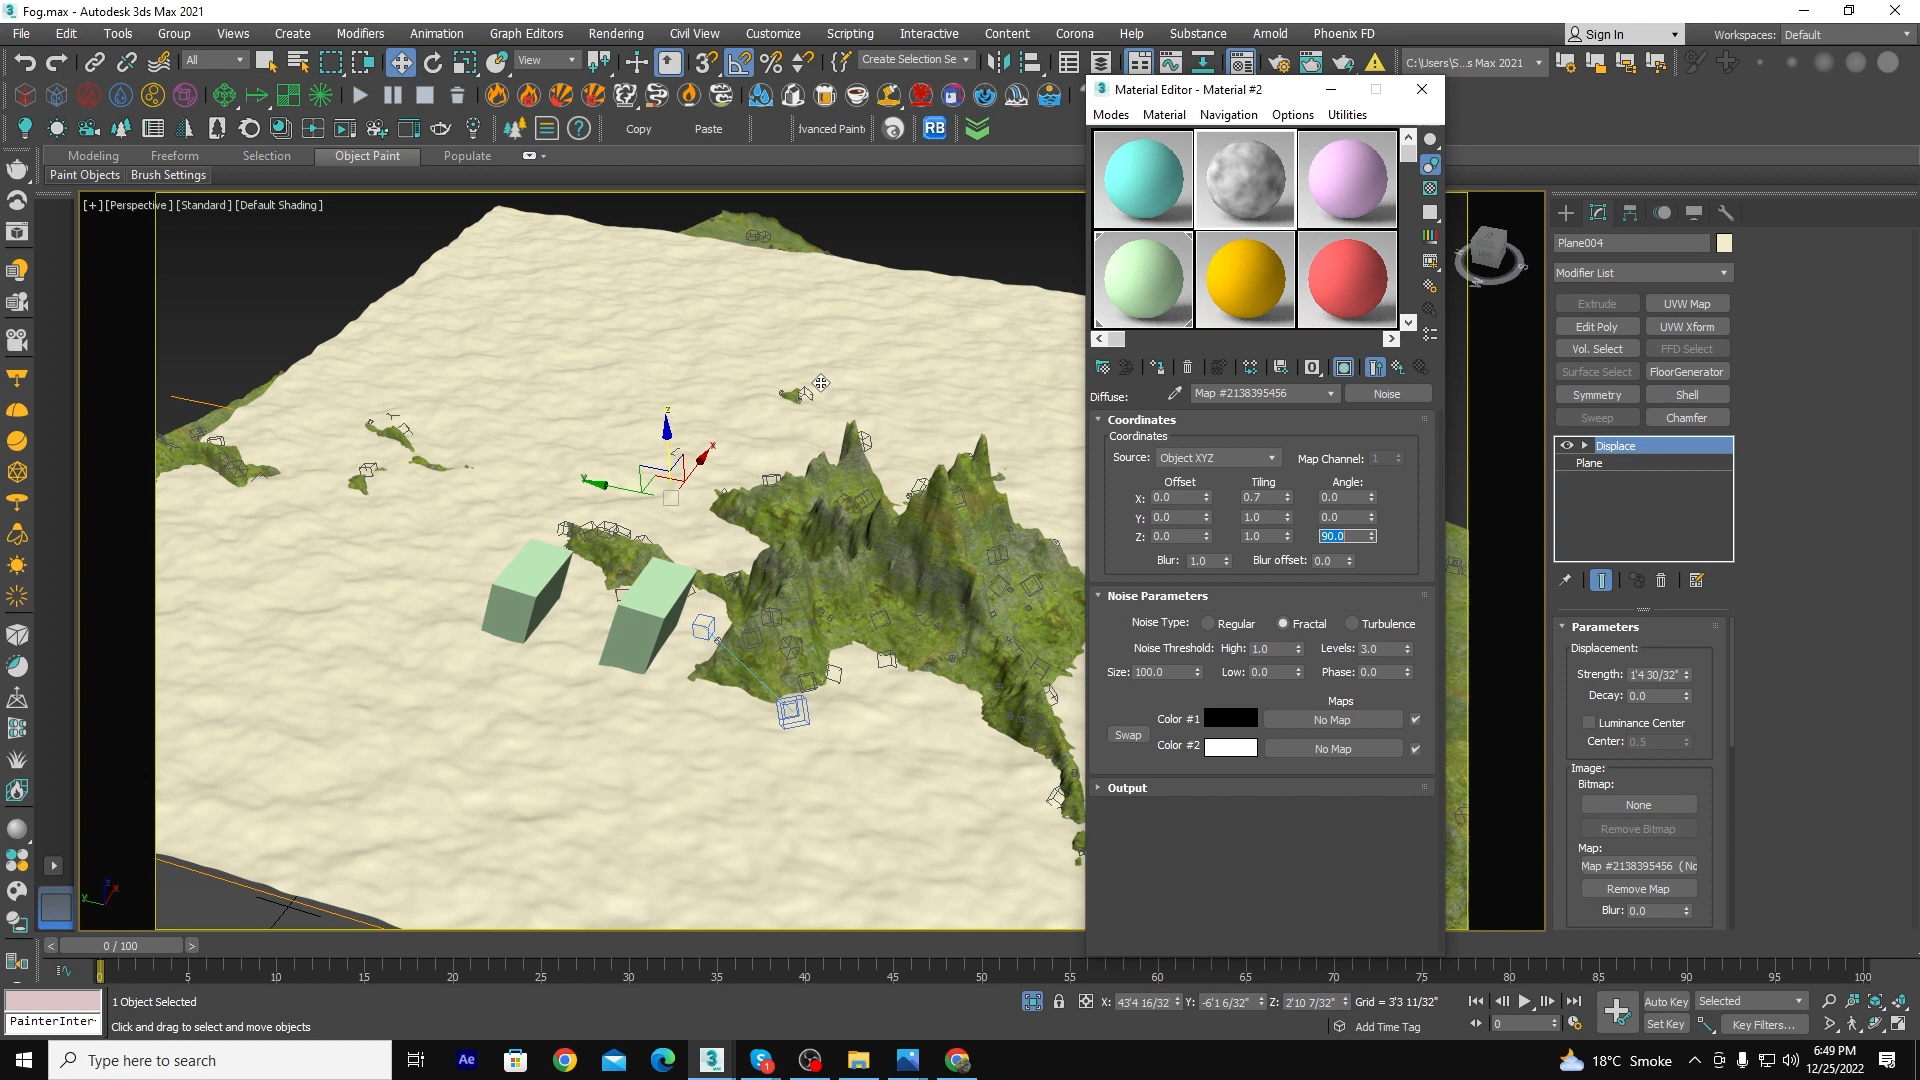 Fog.max - Autodesk 3ds Max 2021
File Edit Tools Group Views Create Modifiers Animation Graph Editors Rendering Civil View Customize Scripting Interactive Content Corona Help Substance Arnold Phoenix FD
Sign In
Workspaces: Default
All
View
Create Selection Se
C:\Users\S...s Max 2021
Copy Paste
RB
Modeling Freeform Selection Object Paint Populate
Paint Objects Brush Settings
[+] [Perspective] [Standard] [Default Shading]
Material Editor - Material #2
Modes Material Navigation Options Utilities
Diffuse: Map #2138395456 Noise
Coordinates
Coordinates
Source: Object XYZ Map Channel: 1
Offset Tiling Angle:
X: 0.0 0.7 0.0
Y: 0.0 1.0 0.0
Z: 0.0 1.0 90.0
Blur: 1.0 Blur offset: 0.0
Noise Parameters
Noise Type: Regular Fractal Turbulence
Noise Threshold: High: 1.0 Levels: 3.0
Size: 100.0 Low: 0.0 Phase: 0.0
Maps
Color #1 No Map
Swap
Color #2 No Map
Output
Plane004
Modifier List
Extrude UVW Map
Edit Poly UVW Xform
Vol. Select FFD Select
Surface Select FloorGenerator
Symmetry Shell
Sweep Chamfer
Displace
Plane
Parameters
Displacement:
Strength: 1'4 30/32"
Decay: 0.0
Luminance Center
Center: 0.5
Image:
Bitmap:
None
Remove Bitmap
Map:
Map #2138395456 ( No
Remove Map
Blur: 0.0
z
x
y
< 0 / 100 >
0 5 10 15 20 25 30 35 40 45 50 55 60 65 70 75 80 85 90 95 100
1 Object Selected
PainterInter
Click and drag to select and move objects
X: 43'4 16/32" Y: -6'1 6/32" Z: 2'10 7/32" Grid = 3'3 11/32"
Add Time Tag
0
Auto Key Selected
Set Key Key Filters...
Type here to search
Ae
3
18°C Smoke
6:49 PM
12/25/2022